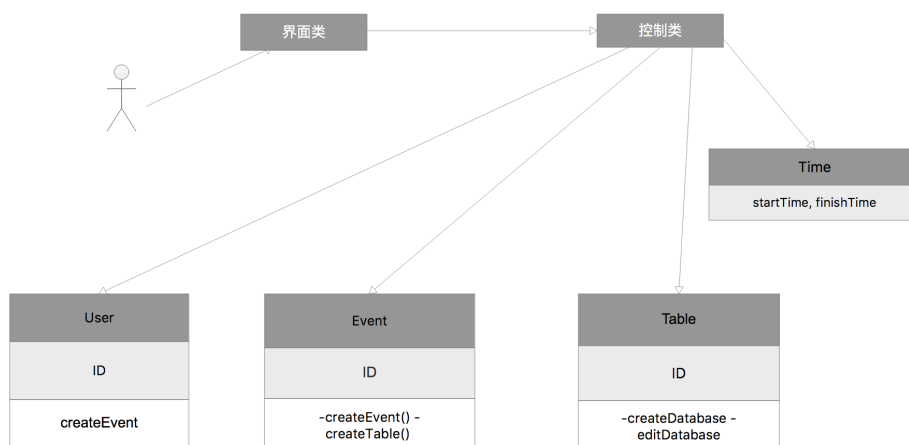 界面类
控制类
Time
startTime, finishTime
User
ID
createEvent
Event
ID
-createEvent() -
createTable()
Table
ID
-createDatabase -
editDatabase